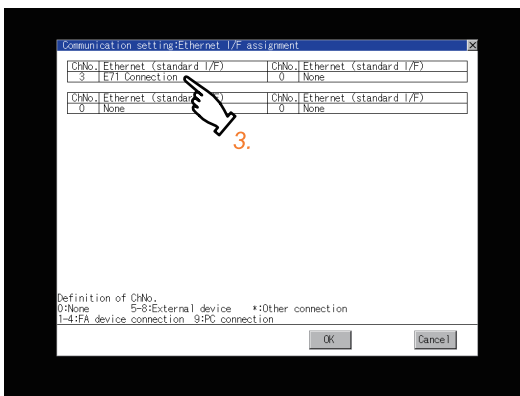 Communication setting:Ethernet I/F assignment
ChNo. Ethernet (standard I/F) ChNo. Ethernet (standard I/F)
3 E71 Connection 0 None
ChNo. Ethernet ChNo. Ethernet (standard I/F)
0 None 0 None
3.
Definition of ChNo.
0:None 5-8:External device *:Other connection
1-4:FA device connection 9:PC connection
OK Cancel